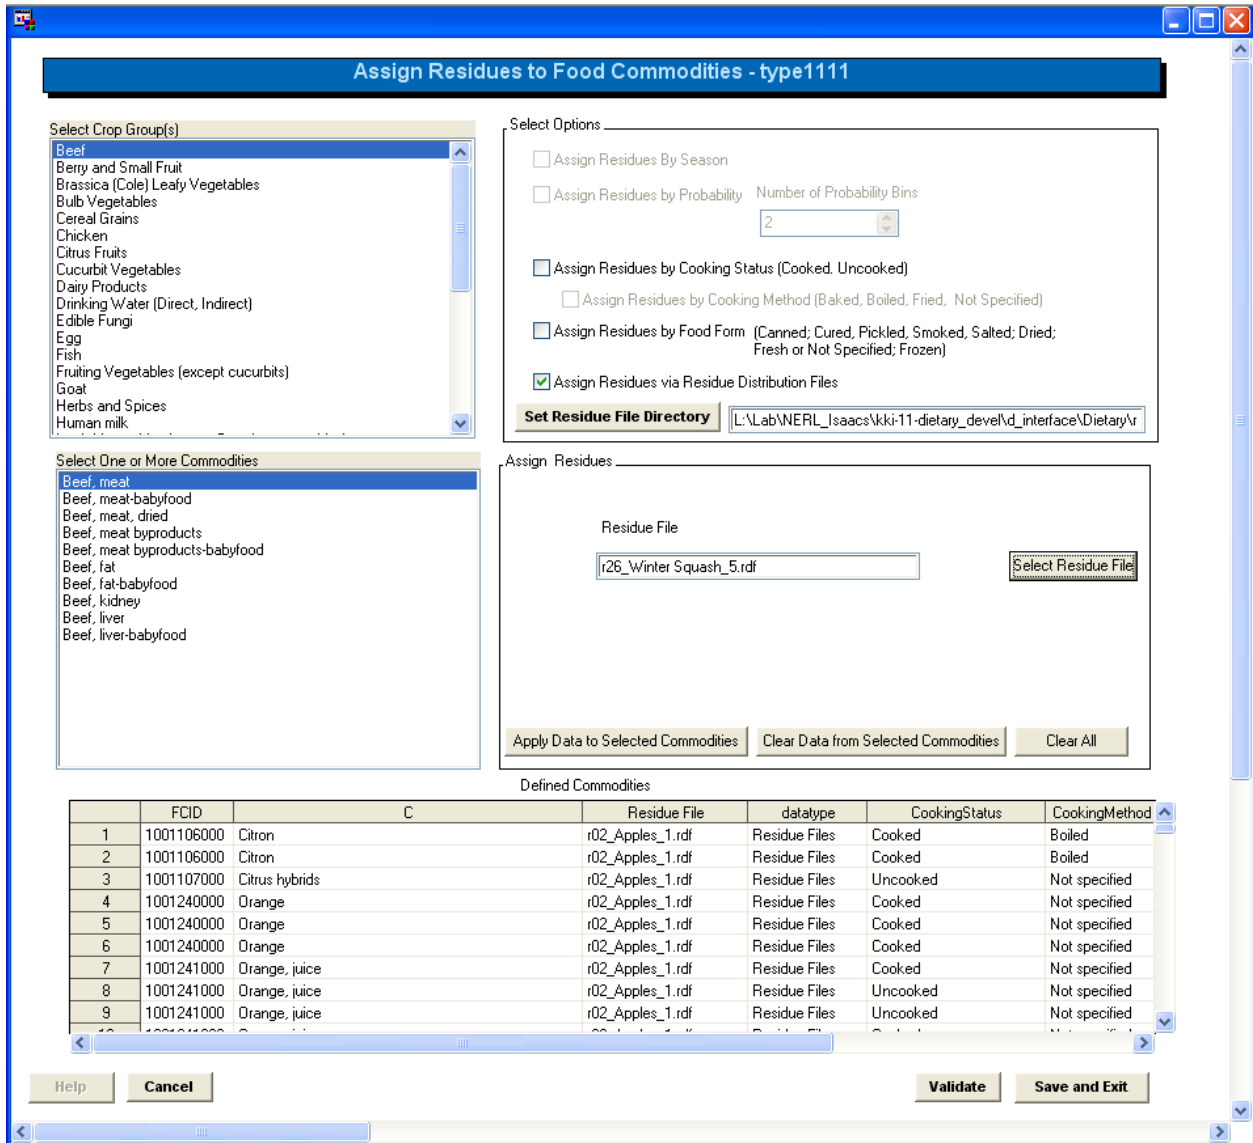 Assign Residues to Food Commodities - type1111
Select Crop Group(s)
Beef
Berry and Small Fruit
Brassica (Cole) Leafy Vegetables
Bulb Vegetables
Cereal Grains
Chicken
Citrus Fruits
Cucurbit Vegetables
Dairy Products
Drinking Water (Direct, Indirect)
Edible Fungi
Egg
Fish
Fruiting Vegetables (except cucurbits)
Goat
Herbs and Spices
Human milk
Select Options
Assign Residues By Season
Assign Residues by Probability Number of Probability Bins
2
Assign Residues by Cooking Status (Cooked. Uncooked)
Assign Residues by Cooking Method (Baked, Boiled, Fried, Not Specified)
Assign Residues by Food Form (Canned; Cured, Pickled, Smoked, Salted; Dried;
Fresh or Not Specified; Frozen)
Assign Residues via Residue Distribution Files
Set Residue File Directory L:\Lab\NERL_Isaacs\kki-11-dietary_devel\d_interface\Dietary\r
Select One or More Commodities
Beef, meat
Beef, meat-babyfood
Beef, meat, dried
Beef, meat byproducts
Beef, meat byproducts-babyfood
Beef, fat
Beef, fat-babyfood
Beef, kidney
Beef, liver
Beef, liver-babyfood
Assign Residues
Residue File
r26_Winter Squash_5.rdf Select Residue File
Apply Data to Selected Commodities Clear Data from Selected Commodities Clear All
Defined Commodities
FCID C Residue File datatype CookingStatus CookingMethod
1 1001106000 Citron r02_Apples_1.rdf Residue Files Cooked Boiled
2 1001106000 Citron r02_Apples_1.rdf Residue Files Cooked Boiled
3 1001107000 Citrus hybrids r02_Apples_1.rdf Residue Files Uncooked Not specified
4 1001240000 Orange r02_Apples_1.rdf Residue Files Cooked Not specified
5 1001240000 Orange r02_Apples_1.rdf Residue Files Cooked Not specified
6 1001240000 Orange r02_Apples_1.rdf Residue Files Cooked Not specified
7 1001241000 Orange, juice r02_Apples_1.rdf Residue Files Cooked Not specified
8 1001241000 Orange, juice r02_Apples_1.rdf Residue Files Uncooked Not specified
9 1001241000 Orange, juice r02_Apples_1.rdf Residue Files Uncooked Not specified
Help Cancel Validate Save and Exit